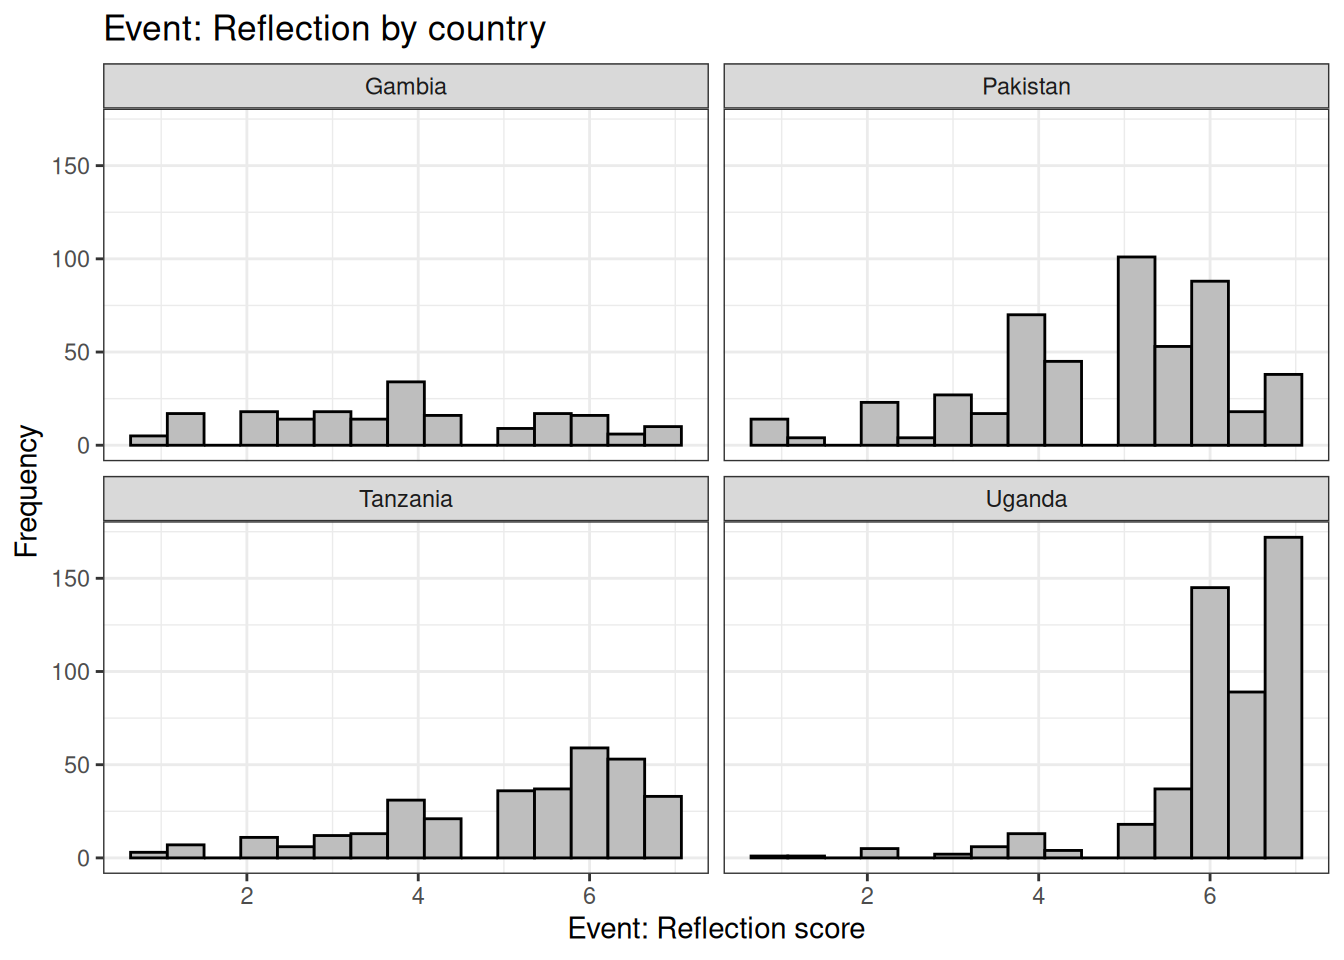 Event: Reflection by country
Gambia
Pakistan
150
100
50
0
Tanzania
Uganda
150
100
50
0
Frequency
2
4
6
2
4
6
Event: Reflection score